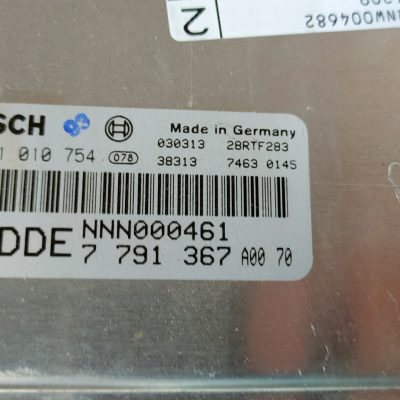 NW004682
2
SCH
Made in Germany
1 010 754 078 030313 28RTF283
38313 7463 014S
DDE NNN000461
7 791 367 A00 70